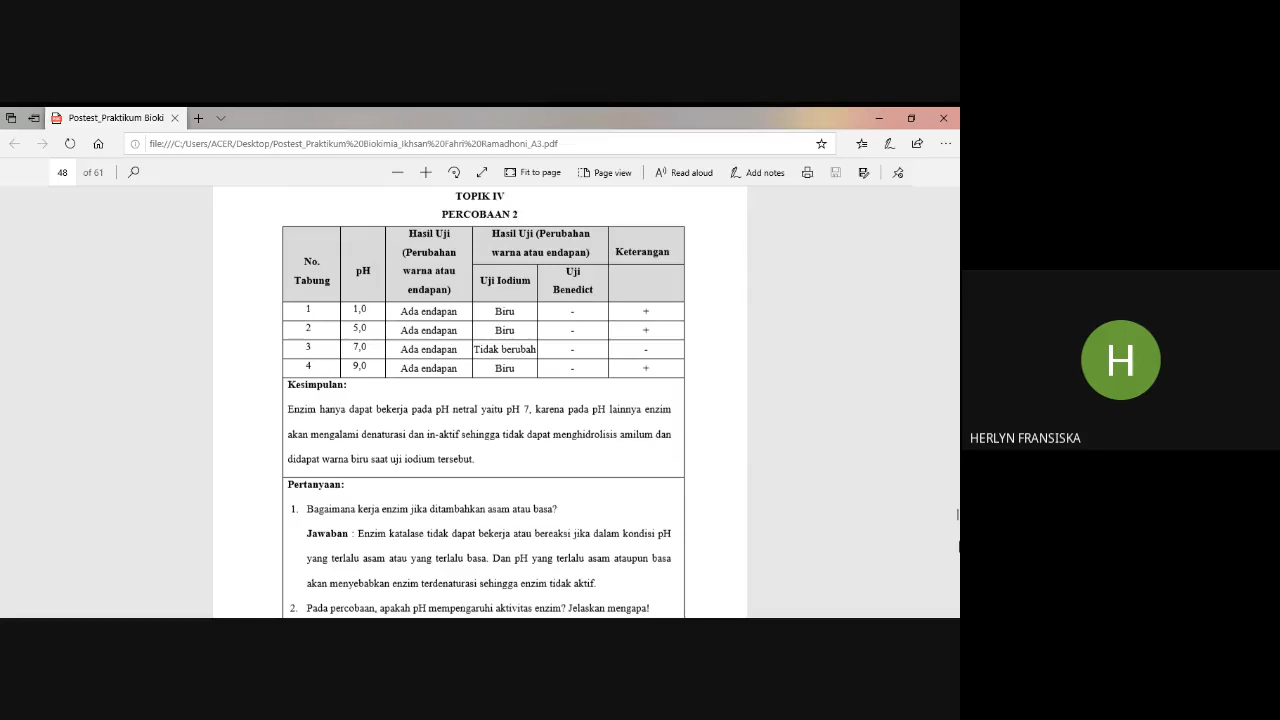 Postest_Praktikum Bioki
file:///C:/Users/ACER/Desktop/Postest_Praktikum%20Biokimia_Ikhsan%20Fahri%20Ramadhoni_A3.pdf
48 of 61
Fit to page
Page view
Read aloud
Add notes
TOPIK IV
PERCOBAAN 2
No. Tabung pH Hasil Uji (Perubahan warna atau endapan) Hasil Uji (Perubahan warna atau endapan) Keterangan
Uji Iodium Uji Benedict
1 1,0 Ada endapan Biru - +
2 5,0 Ada endapan Biru - +
3 7,0 Ada endapan Tidak berubah - -
4 9,0 Ada endapan Biru - +
Kesimpulan:
Enzim hanya dapat bekerja pada pH netral yaitu pH 7, karena pada pH lainnya enzim
akan mengalami denaturasi dan in-aktif sehingga tidak dapat menghidrolisis amilum dan
didapat warna biru saat uji iodium tersebut.
Pertanyaan:
1. Bagaimana kerja enzim jika ditambahkan asam atau basa?
Jawaban : Enzim katalase tidak dapat bekerja atau bereaksi jika dalam kondisi pH
yang terlalu asam atau yang terlalu basa. Dan pH yang terlalu asam ataupun basa
akan menyebabkan enzim terdenaturasi sehingga enzim tidak aktif.
2. Pada percobaan, apakah pH mempengaruhi aktivitas enzim? Jelaskan mengapa!
H
HERLYN FRANSISKA